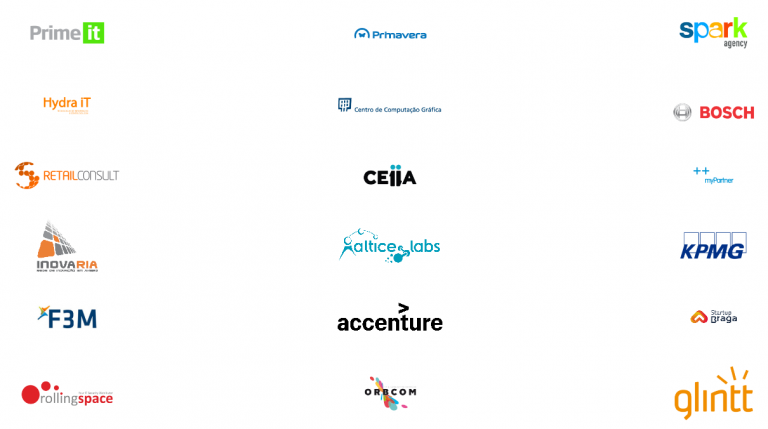 Prime it
Primavera
spark
agency
Hydra iT
Centro de Computação Gráfica
BOSCH
RETAILCONSULT
CEiiA
++
myPartner
altice labs
INOVARIA
KPMG
F3M
accenture
>
Startup
Braga
rollingspace
ORBCOM
glintt